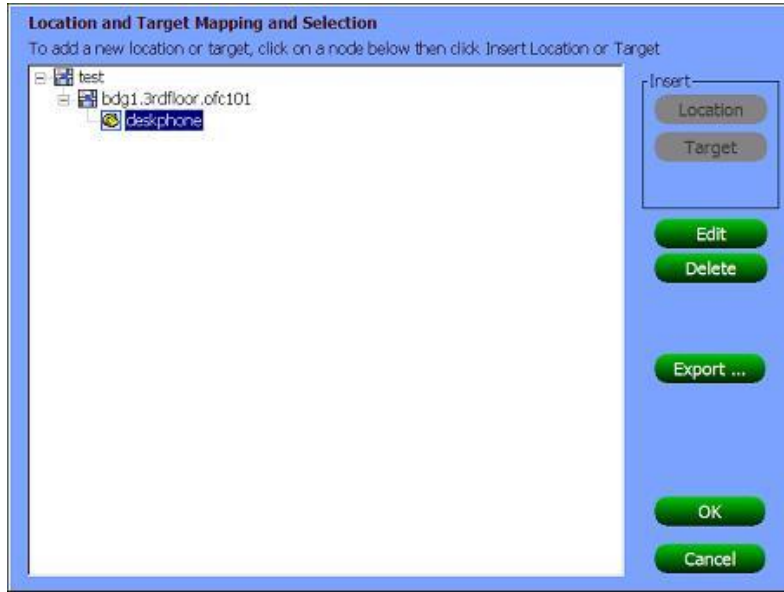 Location and Target Mapping and Selection
To add a new location or target, click on a node below then click Insert Location or Target
test
bdg1.3rdfloor.ofc101
deskphone
Insert
Location
Target
Edit
Delete
Export ...
OK
Cancel